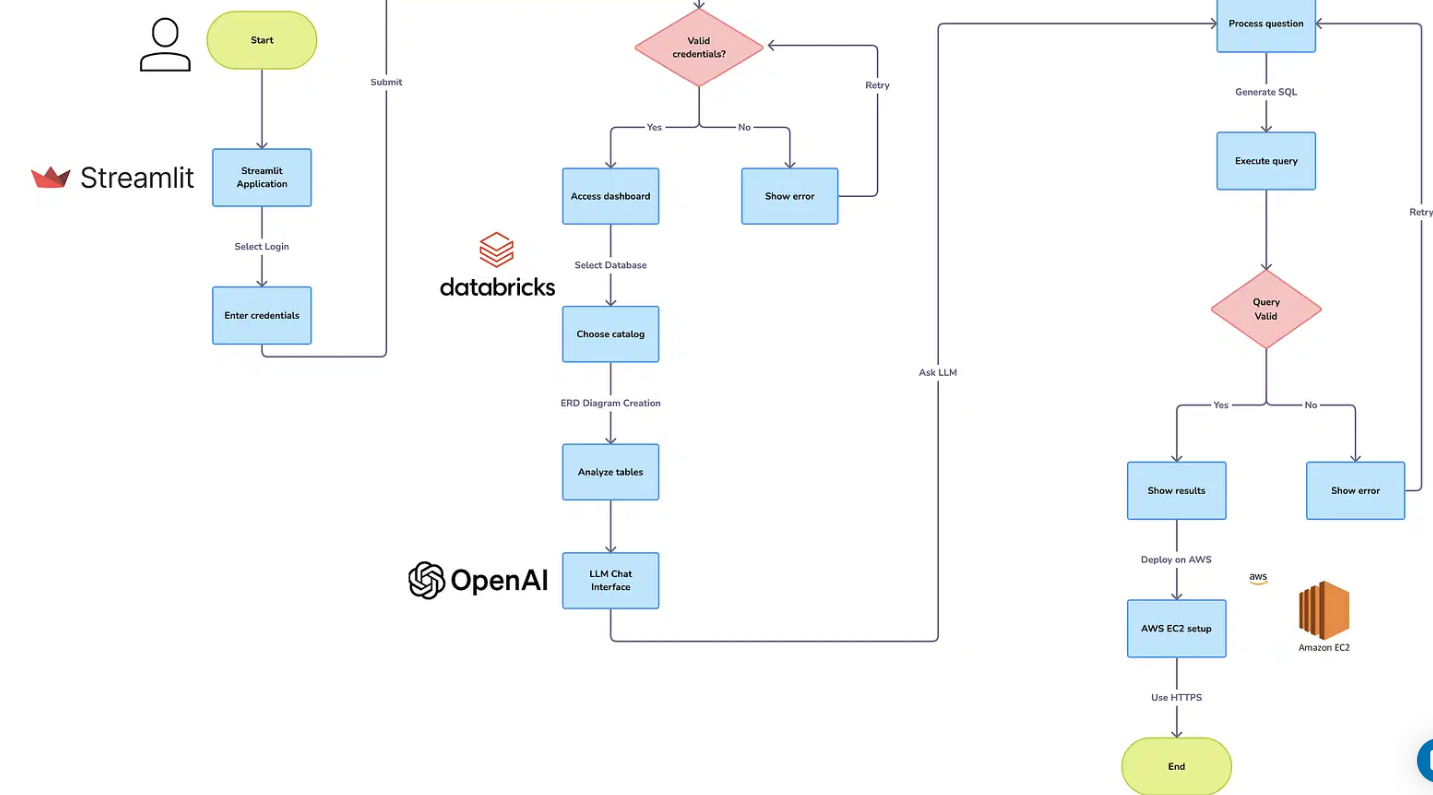 Start
Submit
Streamlit
Streamlit
Application
Select Login
Enter credentials
Valid
credentials?
Retry
Yes
No
Access dashboard
Show error
databricks
Select Database
Choose catalog
ERD Diagram Creation
Analyze tables
OpenAI
LLM Chat
Interface
Ask LLM
Process question
Generate SQL
Execute query
Retry
Query
Valid
Yes
No
Show results
Show error
Deploy on AWS
aws
AWS EC2 setup
Amazon EC2
Use HTTPS
End